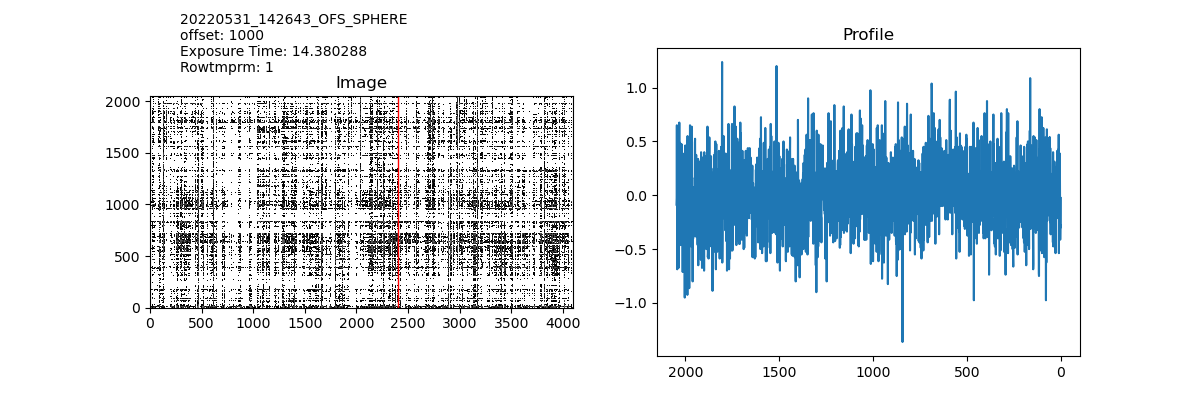 20220531_142643_OFS_SPHERE
offset: 1000
Exposure Time: 14.380288
Rowtmprm: 1
Image
2000
1500
1000
500
0
0 500 1000 1500 2000 2500 3000 3500 4000
Profile
1.0
0.5
0.0
−0.5
−1.0
2000 1500 1000 500 0